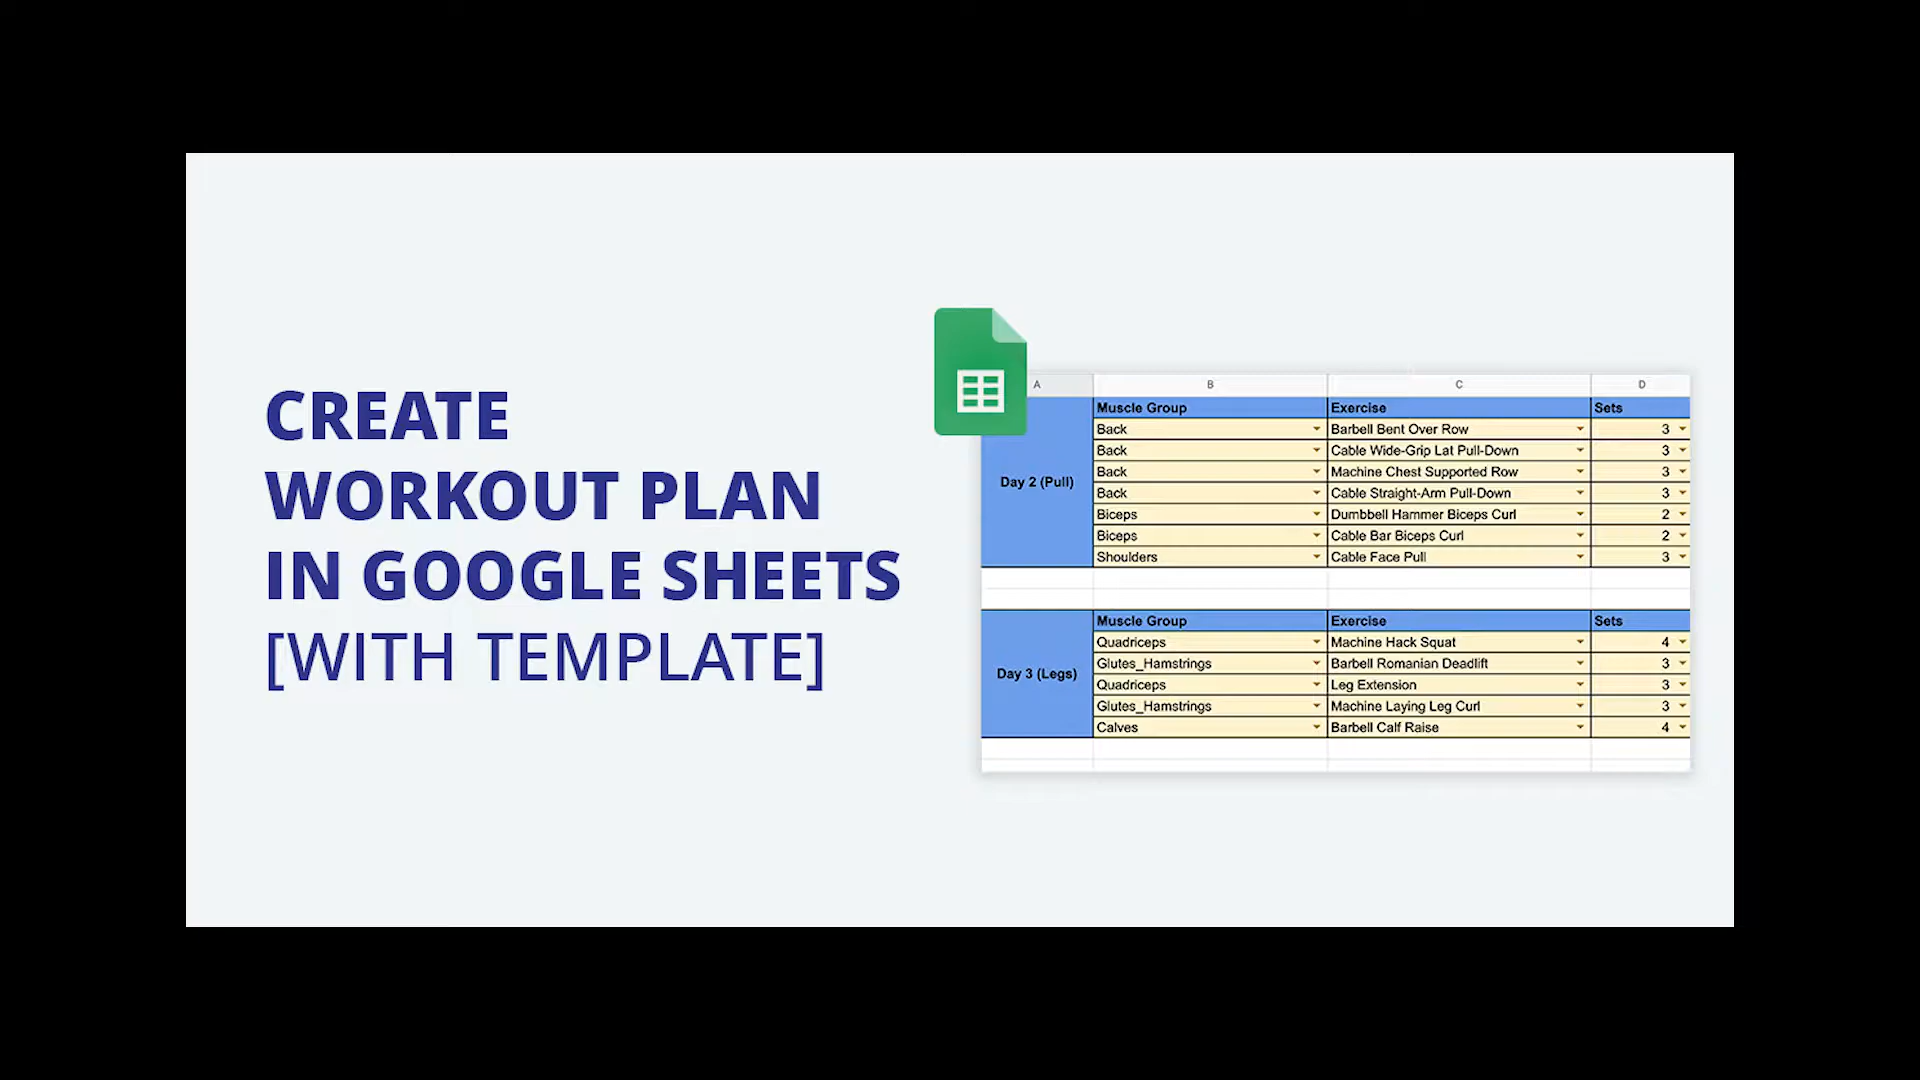 CREATE
WORKOUT PLAN
IN GOOGLE SHEETS
[WITH TEMPLATE]
A B C D
Muscle Group Exercise Sets
Back Barbell Bent Over Row 3
Back Cable Wide-Grip Lat Pull-Down 3
Back Machine Chest Supported Row 3
Day 2 (Pull)
Back Cable Straight-Arm Pull-Down 3
Biceps Dumbbell Hammer Biceps Curl 2
Biceps Cable Bar Biceps Curl 2
Shoulders Cable Face Pull 3
Muscle Group Exercise Sets
Quadriceps Machine Hack Squat 4
Glutes_Hamstrings Barbell Romanian Deadlift 3
Day 3 (Legs)
Quadriceps Leg Extension 3
Glutes_Hamstrings Machine Laying Leg Curl 3
Calves Barbell Calf Raise 4